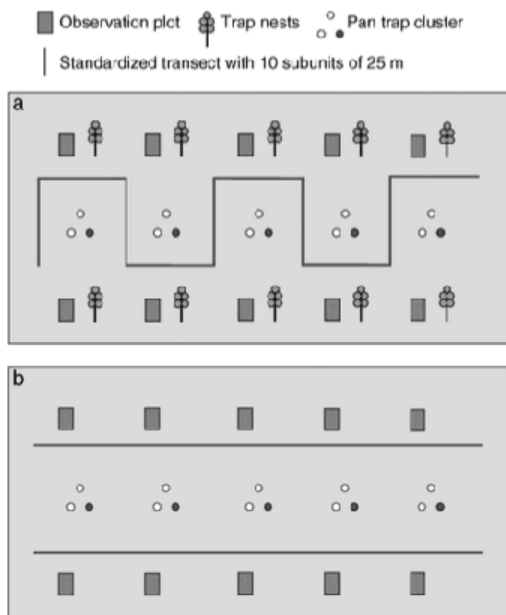 Observation plot Trap nests Pan trap cluster
Standardized transect with 10 subunits of 25 m
a
b